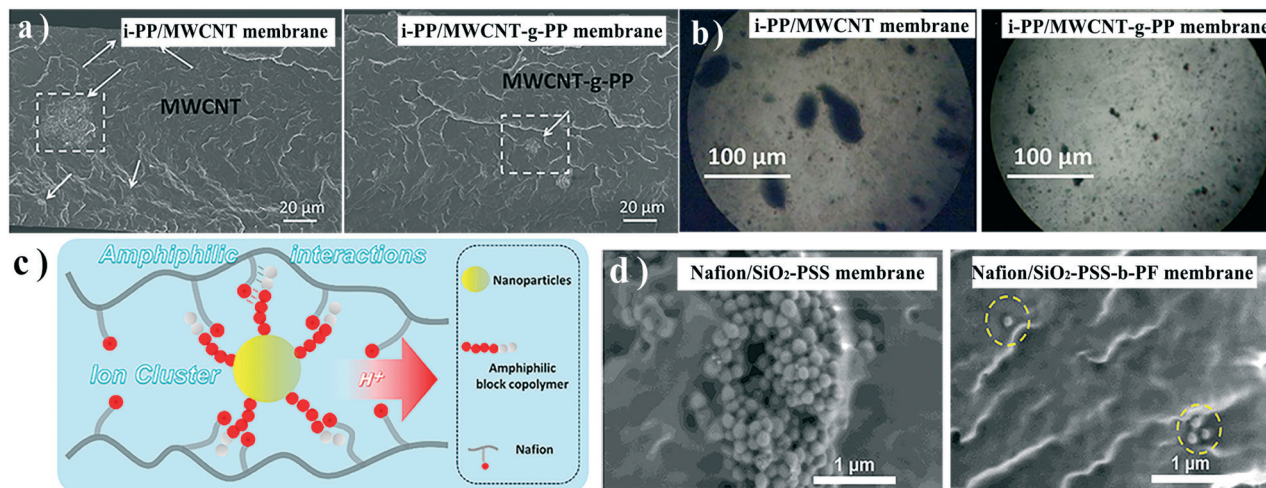 a)
i-PP/MWCNT membrane
MWCNT
20 μm
i-PP/MWCNT-g-PP membrane
MWCNT-g-PP
20 μm
b)
i-PP/MWCNT membrane
100 μm
i-PP/MWCNT-g-PP membrane
100 μm
c)
Amphiphilic interactions
Ion Cluster
H⁺
Nanoparticles
Amphiphilic
block copolymer
Nafion
d)
Nafion/SiO₂-PSS membrane
1 μm
Nafion/SiO₂-PSS-b-PF membrane
1 μm